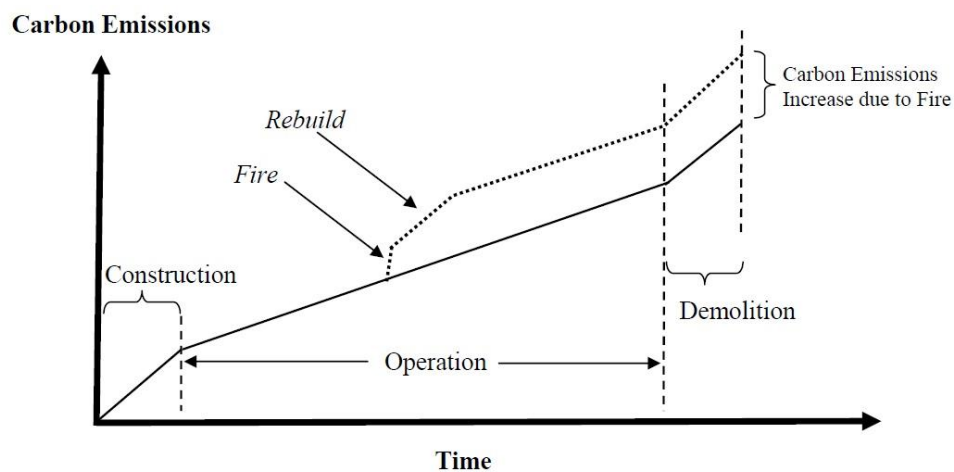 Carbon Emissions
Carbon Emissions
Increase due to Fire
Rebuild
Fire
Construction
Demolition
Operation
Time